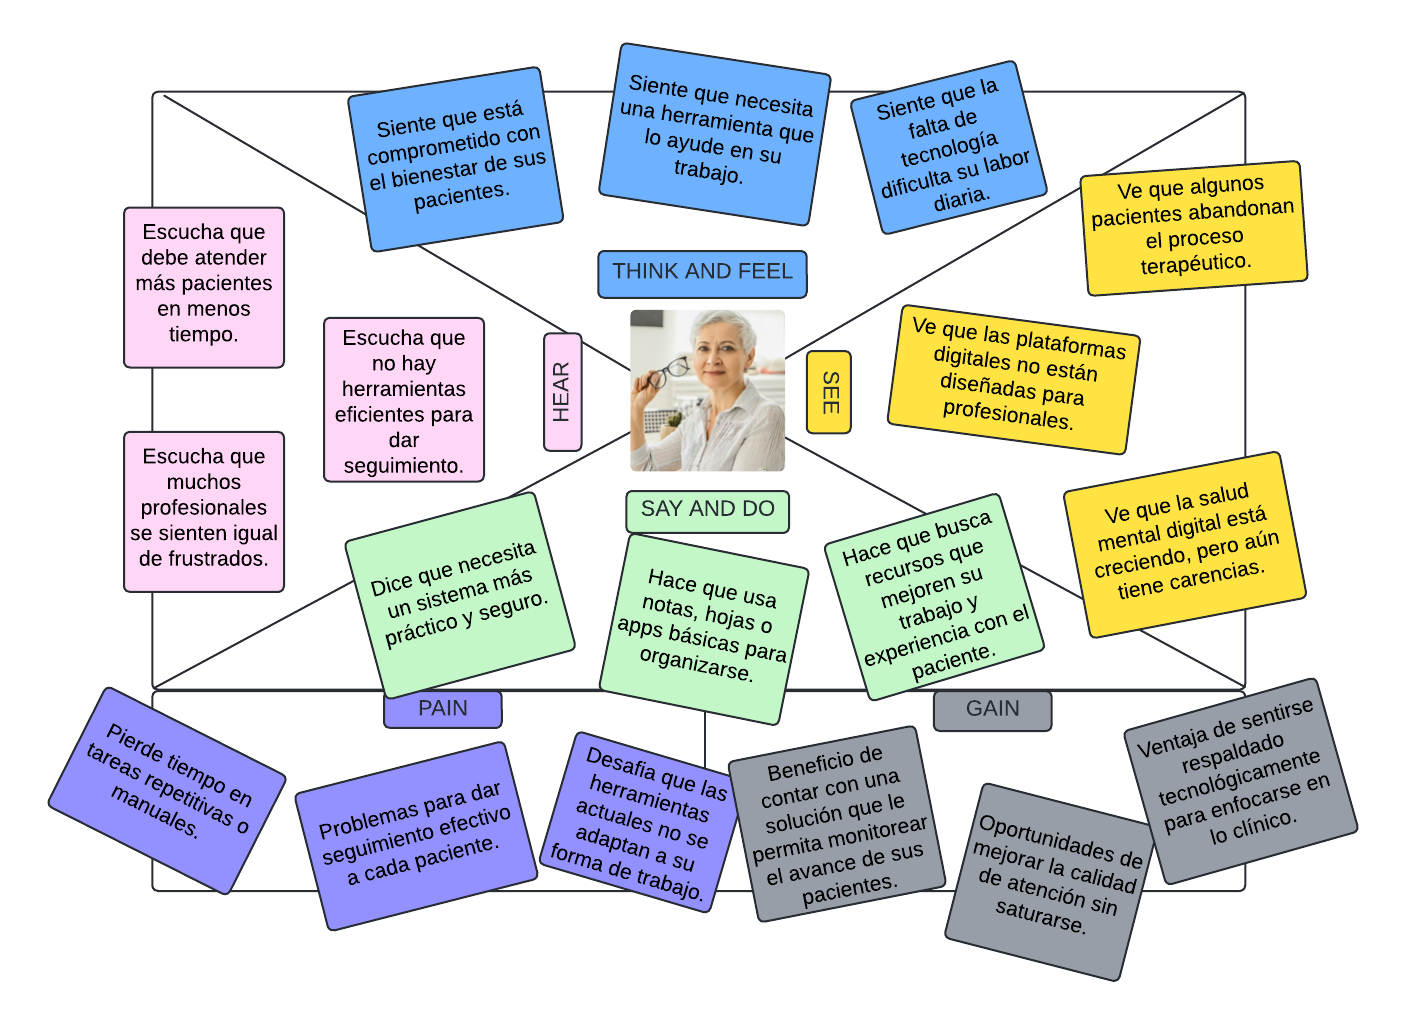 Siente que está
comprometido con
el bienestar de sus
pacientes.
Siente que necesita
una herramienta que
lo ayude en su
trabajo.
Siente que la
falta de
tecnología
dificulta su labor
diaria.
THINK AND FEEL
Escucha que
debe atender
más pacientes
en menos
tiempo.
Escucha que
no hay
herramientas
eficientes para
dar
seguimiento.
Escucha que
muchos
profesionales
se sienten igual
de frustrados.
HEAR
SEE
Ve que algunos
pacientes abandonan
el proceso
terapéutico.
Ve que las plataformas
digitales no están
diseñadas para
profesionales.
Ve que la salud
mental digital está
creciendo, pero aún
tiene carencias.
SAY AND DO
Dice que necesita
un sistema más
práctico y seguro.
Hace que usa
notas, hojas o
apps básicas para
organizarse.
Hace que busca
recursos que
mejoren su
trabajo y
experiencia con el
paciente.
PAIN
Pierde tiempo en
tareas repetitivas o
manuales.
Problemas para dar
seguimiento efectivo
a cada paciente.
Desafia que las
herramientas
actuales no se
adaptan a su
forma de trabajo.
GAIN
Beneficio de
contar con una
solución que le
permita monitorear
el avance de sus
pacientes.
Oportunidades de
mejorar la calidad
de atención sin
saturarse.
Ventaja de sentirse
respaldado
tecnológicamente
para enfocarse en
lo clínico.